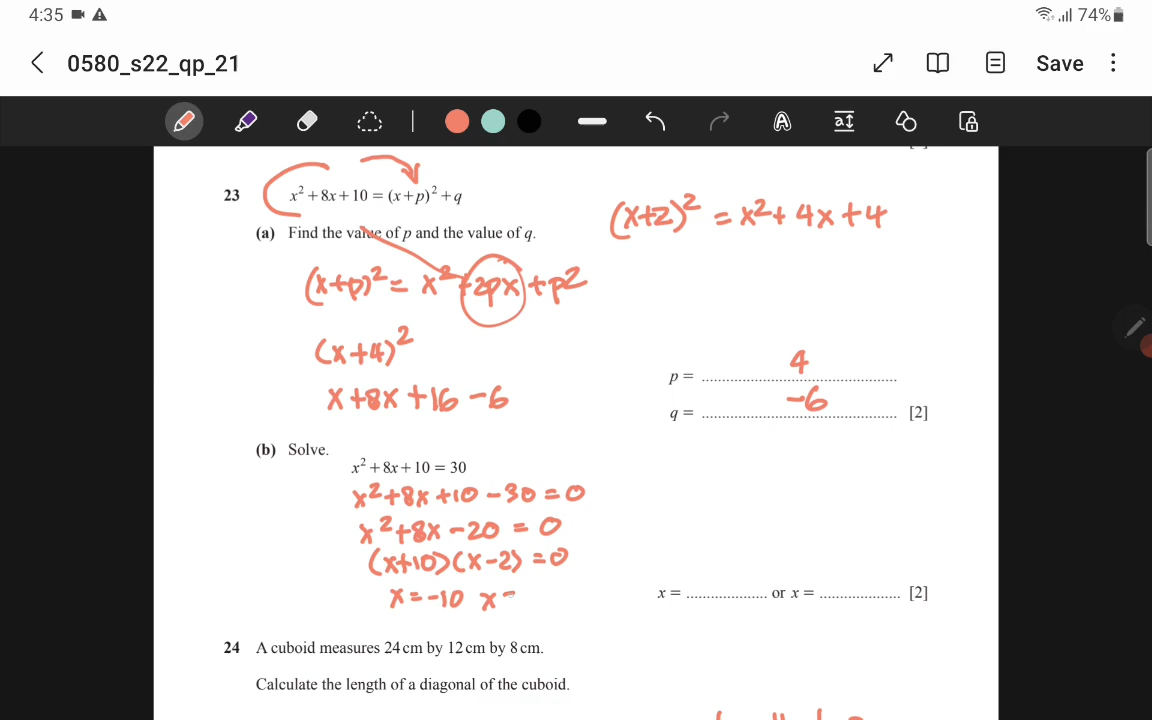 4:35 74%
0580_s22_qp_21 Save
A
23 x² + 8x + 10 = (x + p)² + q
(x+2)² = x² + 4x + 4
(a) Find the value of p and the value of q.
(x+p)² = x² + 2px + p²
(x+4)²
x + 8x + 16 - 6
p = 4
q = -6 [2]
(b) Solve.
x² + 8x + 10 = 30
x² + 8x + 10 - 30 = 0
x² + 8x - 20 = 0
(x+10)(x-2) = 0
x = -10 x =
x = .................... or x = .................... [2]
24 A cuboid measures 24 cm by 12 cm by 8 cm.
Calculate the length of a diagonal of the cuboid.